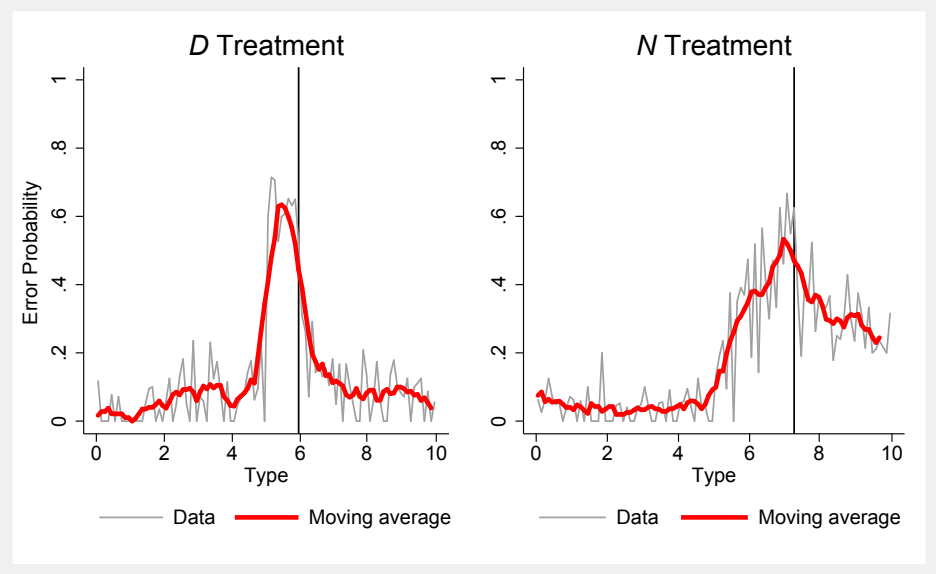 D Treatment
Error Probability
1
.8
.6
.4
.2
0
0 2 4 6 8 10
Type
Data Moving average
N Treatment
1
.8
.6
.4
.2
0
0 2 4 6 8 10
Type
Data Moving average